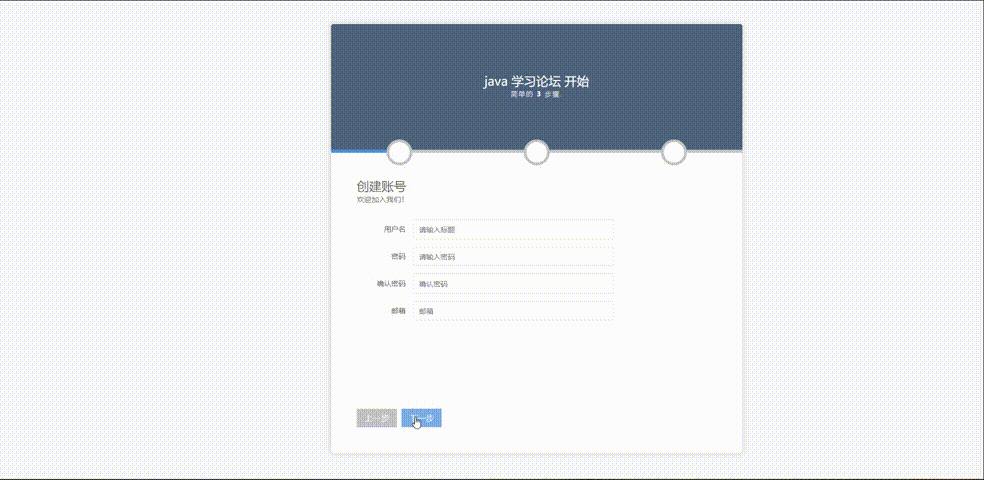 java 学习论坛 开始
简单的 3 步骤.
创建账号
欢迎加入我们!
用户名 请输入标题
密码 请输入密码
确认密码 确认密码
邮箱 邮箱
上一步 下一步